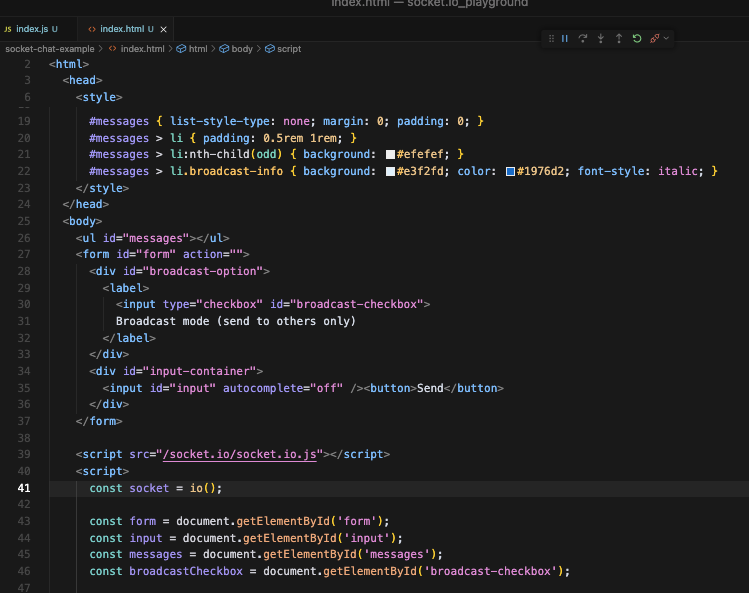 index.html — socket.io_playground
JS index.js U
<> index.html U ×
socket-chat-example > <> index.html > html > body > script
2 <html>
3 <head>
6 <style>
19 #messages { list-style-type: none; margin: 0; padding: 0; }
20 #messages > li { padding: 0.5rem 1rem; }
21 #messages > li:nth-child(odd) { background: #efefef; }
22 #messages > li.broadcast-info { background: #e3f2fd; color: #1976d2; font-style: italic; }
23 </style>
24 </head>
25 <body>
26 <ul id="messages"></ul>
27 <form id="form" action="">
28 <div id="broadcast-option">
29 <label>
30 <input type="checkbox" id="broadcast-checkbox">
31 Broadcast mode (send to others only)
32 </label>
33 </div>
34 <div id="input-container">
35 <input id="input" autocomplete="off" /><button>Send</button>
36 </div>
37 </form>
38
39 <script src="/socket.io/socket.io.js"></script>
40 <script>
41 const socket = io();
42
43 const form = document.getElementById('form');
44 const input = document.getElementById('input');
45 const messages = document.getElementById('messages');
46 const broadcastCheckbox = document.getElementById('broadcast-checkbox');
47